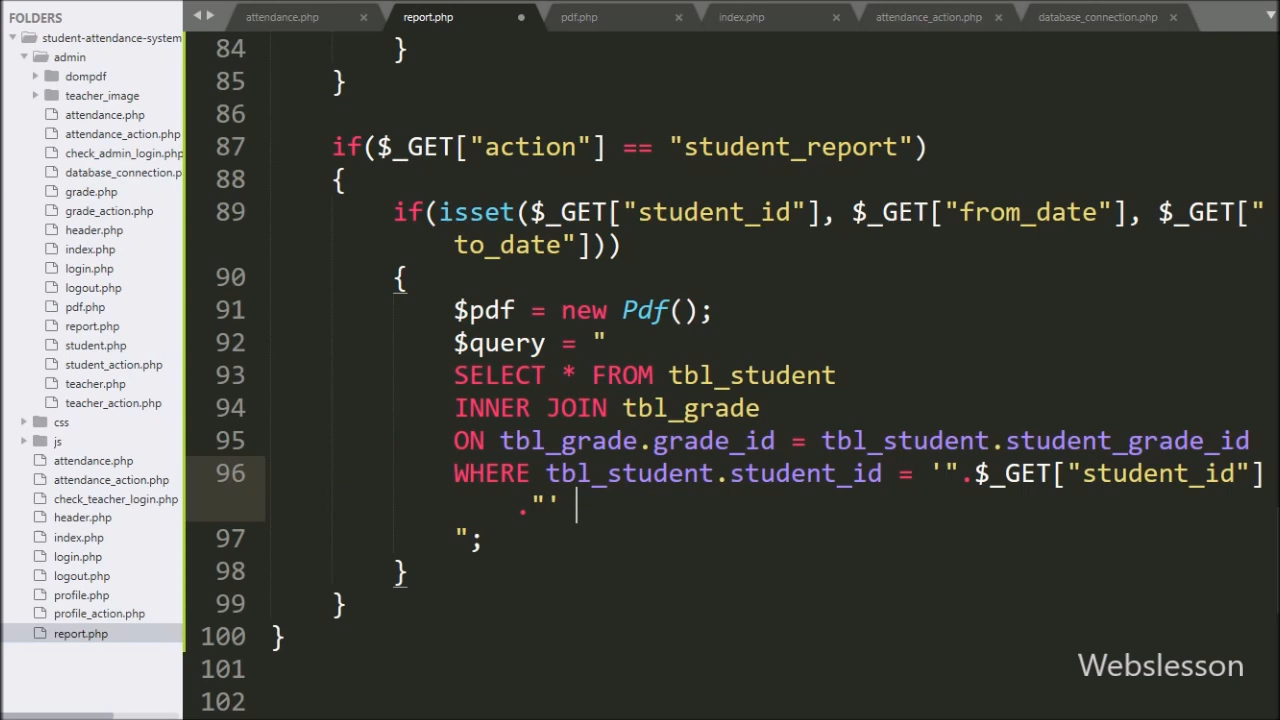 FOLDERS
student-attendance-system
admin
dompdf
teacher_image
attendance.php
attendance_action.php
check_admin_login.php
database_connection.p
grade.php
grade_action.php
header.php
index.php
login.php
logout.php
pdf.php
report.php
student.php
student_action.php
teacher.php
teacher_action.php
css
js
attendance.php
attendance_action.php
check_teacher_login.php
header.php
index.php
login.php
logout.php
profile.php
profile_action.php
report.php
attendance.php report.php pdf.php index.php attendance_action.php database_connection.php
84 }
85 }
86
87 if($_GET["action"] == "student_report")
88 {
89 if(isset($_GET["student_id"], $_GET["from_date"], $_GET["
to_date"]))
90 {
91 $pdf = new Pdf();
92 $query = "
93 SELECT * FROM tbl_student
94 INNER JOIN tbl_grade
95 ON tbl_grade.grade_id = tbl_student.student_grade_id
96 WHERE tbl_student.student_id = '".$_GET["student_id"]
."'
97 ";
98 }
99 }
100 }
101
102
Webslesson